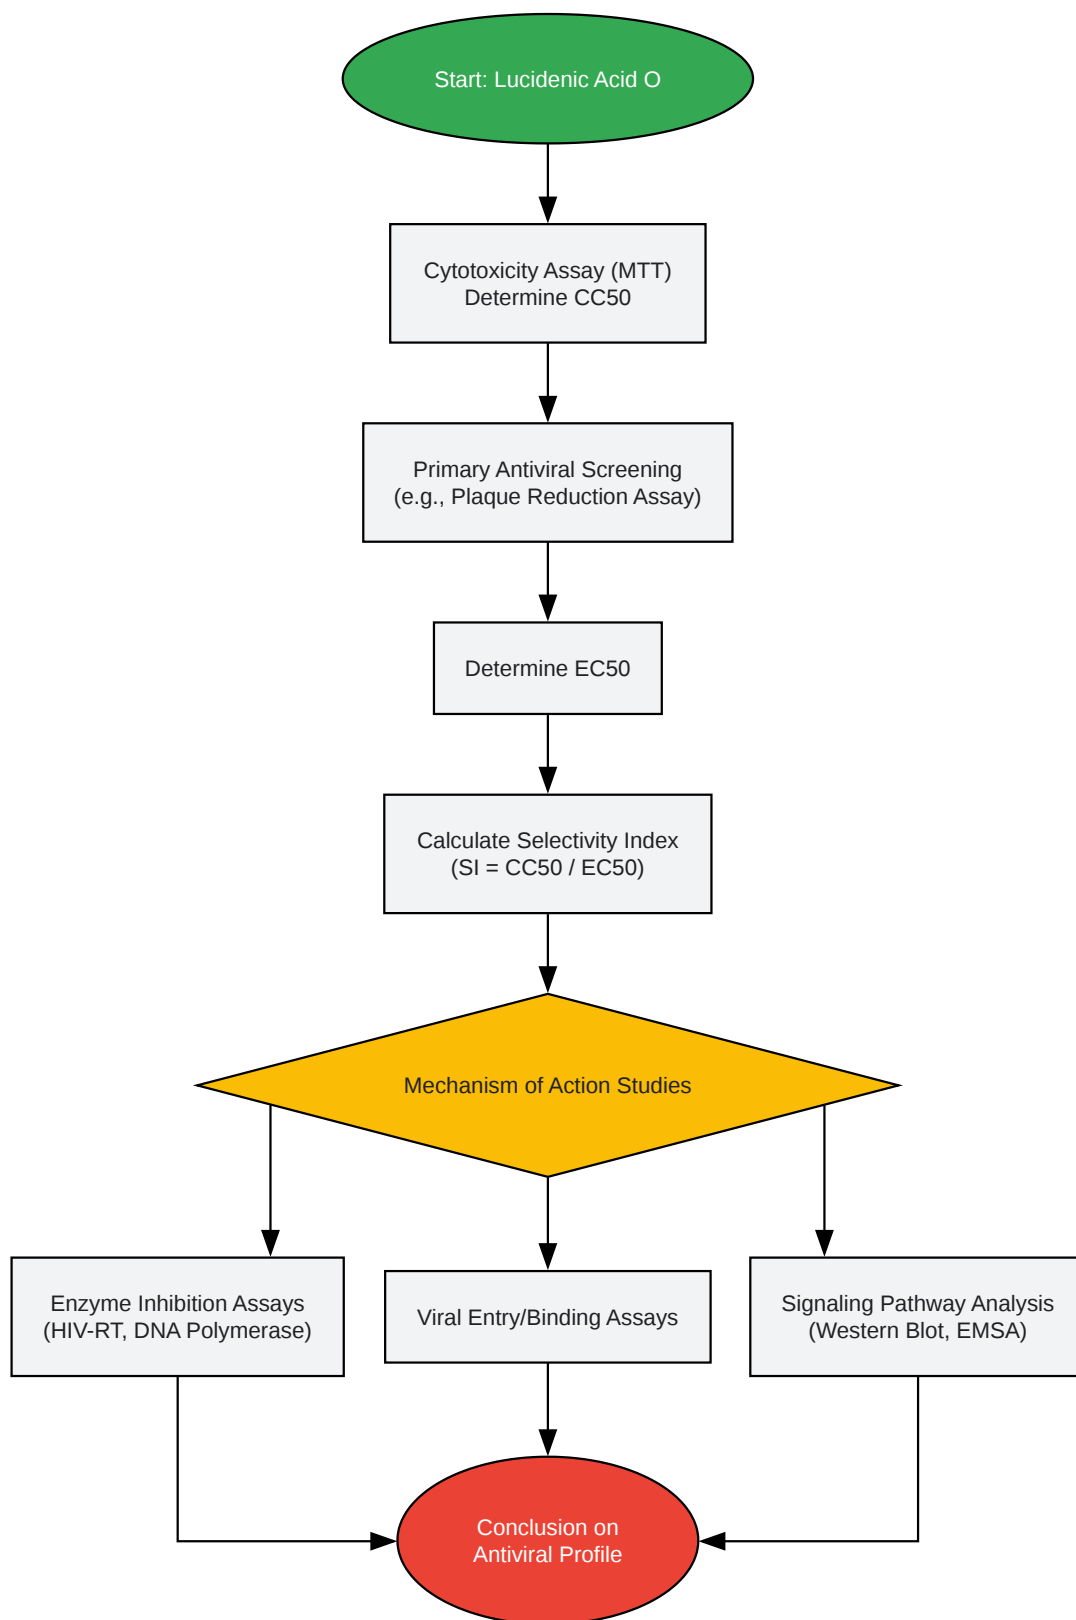 Start: Lucidenic Acid O
Cytotoxicity Assay (MTT)
Determine CC50
Primary Antiviral Screening
(e.g., Plaque Reduction Assay)
Determine EC50
Calculate Selectivity Index
(SI = CC50 / EC50)
Mechanism of Action Studies
Enzyme Inhibition Assays
(HIV-RT, DNA Polymerase)
Viral Entry/Binding Assays
Signaling Pathway Analysis
(Western Blot, EMSA)
Conclusion on
Antiviral Profile